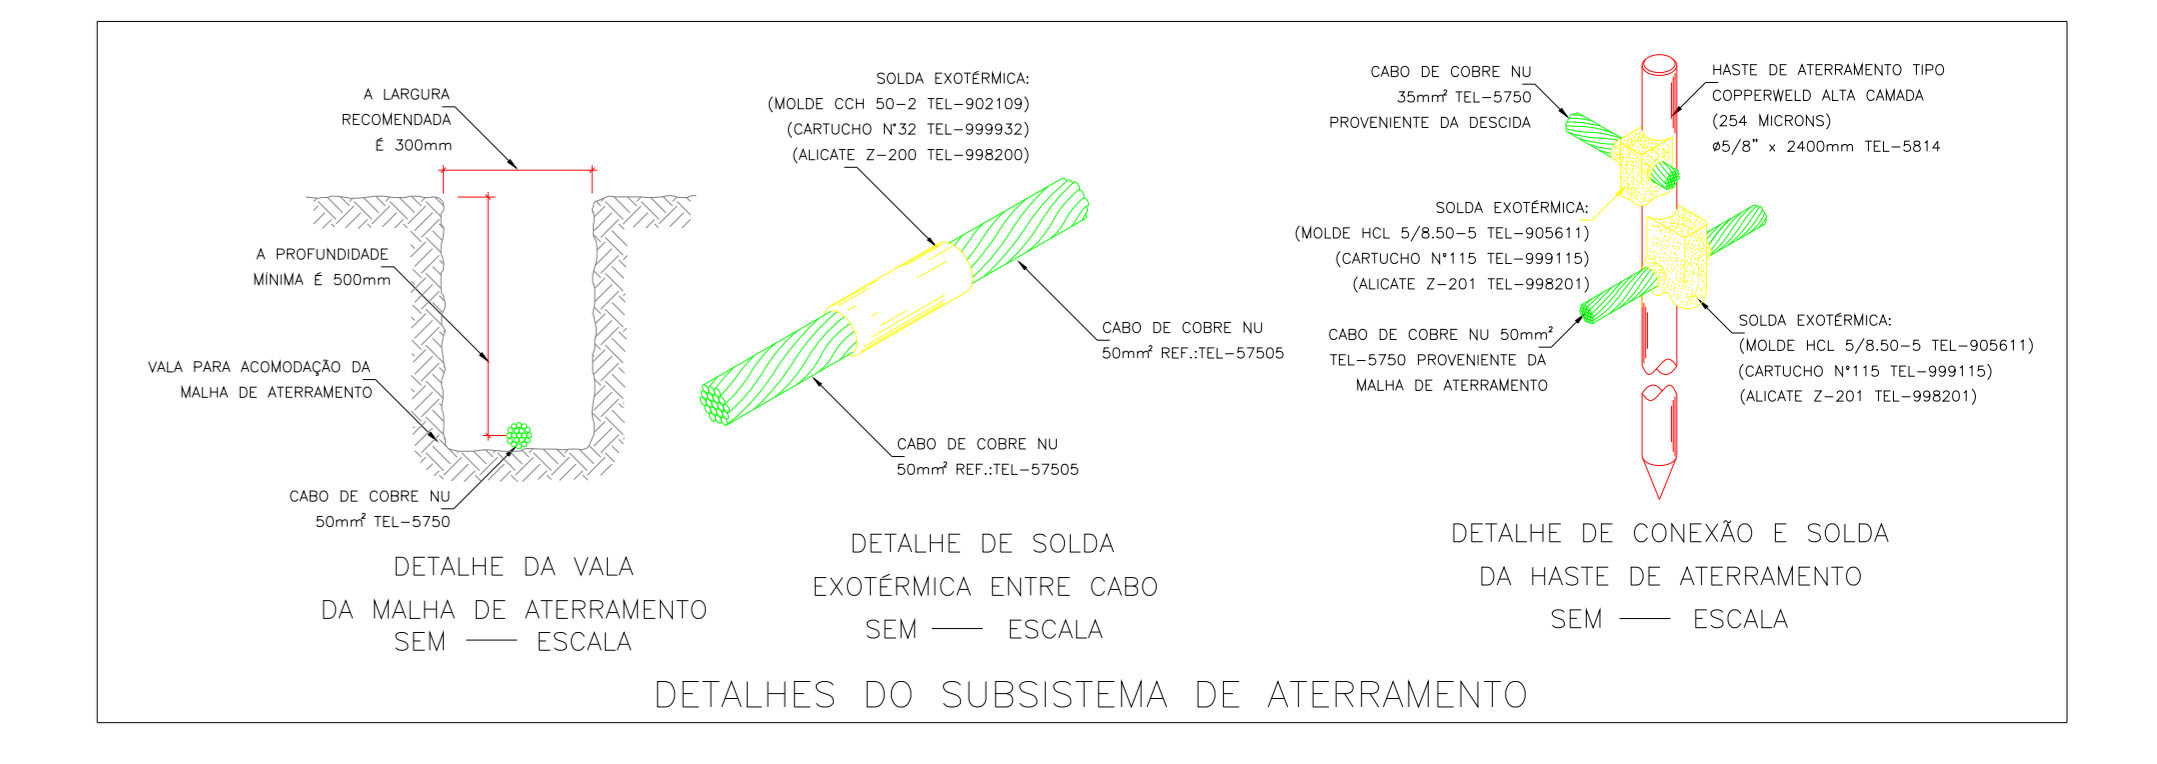 A LARGURA
RECOMENDADA
É 300mm
A PROFUNDIDADE
MÍNIMA É 500mm
VALA PARA ACOMODAÇÃO DA
MALHA DE ATERRAMENTO
CABO DE COBRE NU
50mm² TEL-5750
DETALHE DA VALA
DA MALHA DE ATERRAMENTO
SEM — ESCALA
SOLDA EXOTÉRMICA:
(MOLDE CCH 50-2 TEL-902109)
(CARTUCHO N°32 TEL-999932)
(ALICATE Z-200 TEL-998200)
CABO DE COBRE NU
50mm² REF.:TEL-57505
CABO DE COBRE NU
50mm² REF.:TEL-57505
DETALHE DE SOLDA
EXOTÉRMICA ENTRE CABO
SEM — ESCALA
CABO DE COBRE NU
35mm² TEL-5750
PROVENIENTE DA DESCIDA
HASTE DE ATERRAMENTO TIPO
COPPERWELD ALTA CAMADA
(254 MICRONS)
ø5/8" x 2400mm TEL-5814
SOLDA EXOTÉRMICA:
(MOLDE HCL 5/8.50-5 TEL-905611)
(CARTUCHO N°115 TEL-999115)
(ALICATE Z-201 TEL-998201)
CABO DE COBRE NU 50mm²
TEL-5750 PROVENIENTE DA
MALHA DE ATERRAMENTO
SOLDA EXOTÉRMICA:
(MOLDE HCL 5/8.50-5 TEL-905611)
(CARTUCHO N°115 TEL-999115)
(ALICATE Z-201 TEL-998201)
DETALHE DE CONEXÃO E SOLDA
DA HASTE DE ATERRAMENTO
SEM — ESCALA
DETALHES DO SUBSISTEMA DE ATERRAMENTO